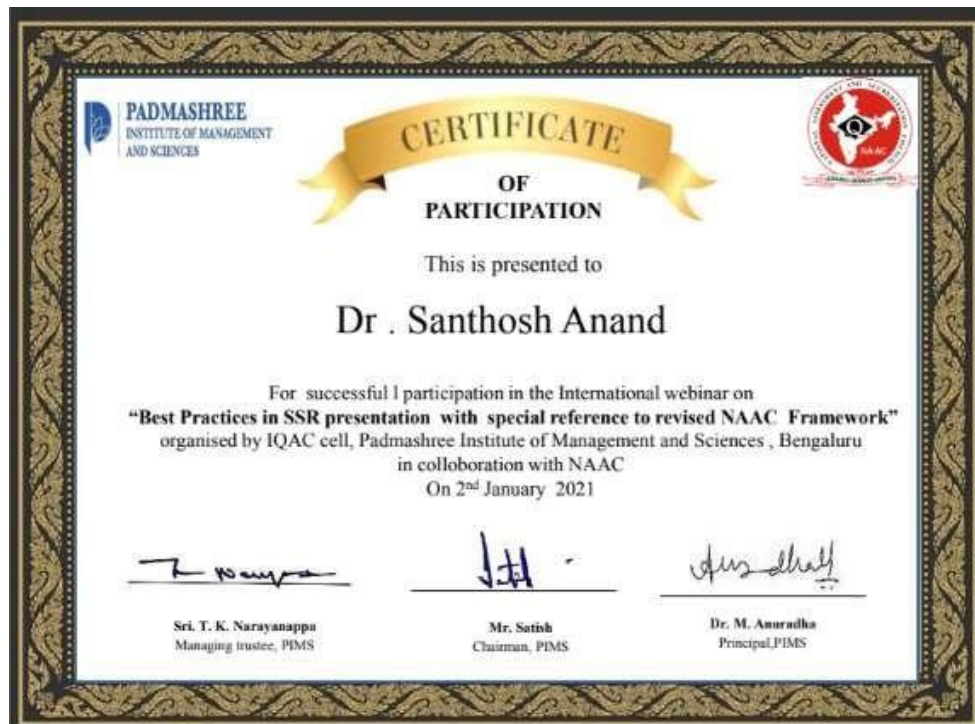 PADMASHREE
INSTITUTE OF MANAGEMENT
AND SCIENCES
CERTIFICATE
OF
PARTICIPATION
NAAC
This is presented to
Dr . Santhosh Anand
For successful l participation in the International webinar on
“Best Practices in SSR presentation with special reference to revised NAAC Framework”
organised by IQAC cell, Padmashree Institute of Management and Sciences , Bengaluru
in colloboration with NAAC
On 2nd January 2021
Sri. T. K. Narayanappa
Managing trustee, PIMS
Mr. Satish
Chairman, PIMS
Dr. M. Anuradha
Principal,PIMS